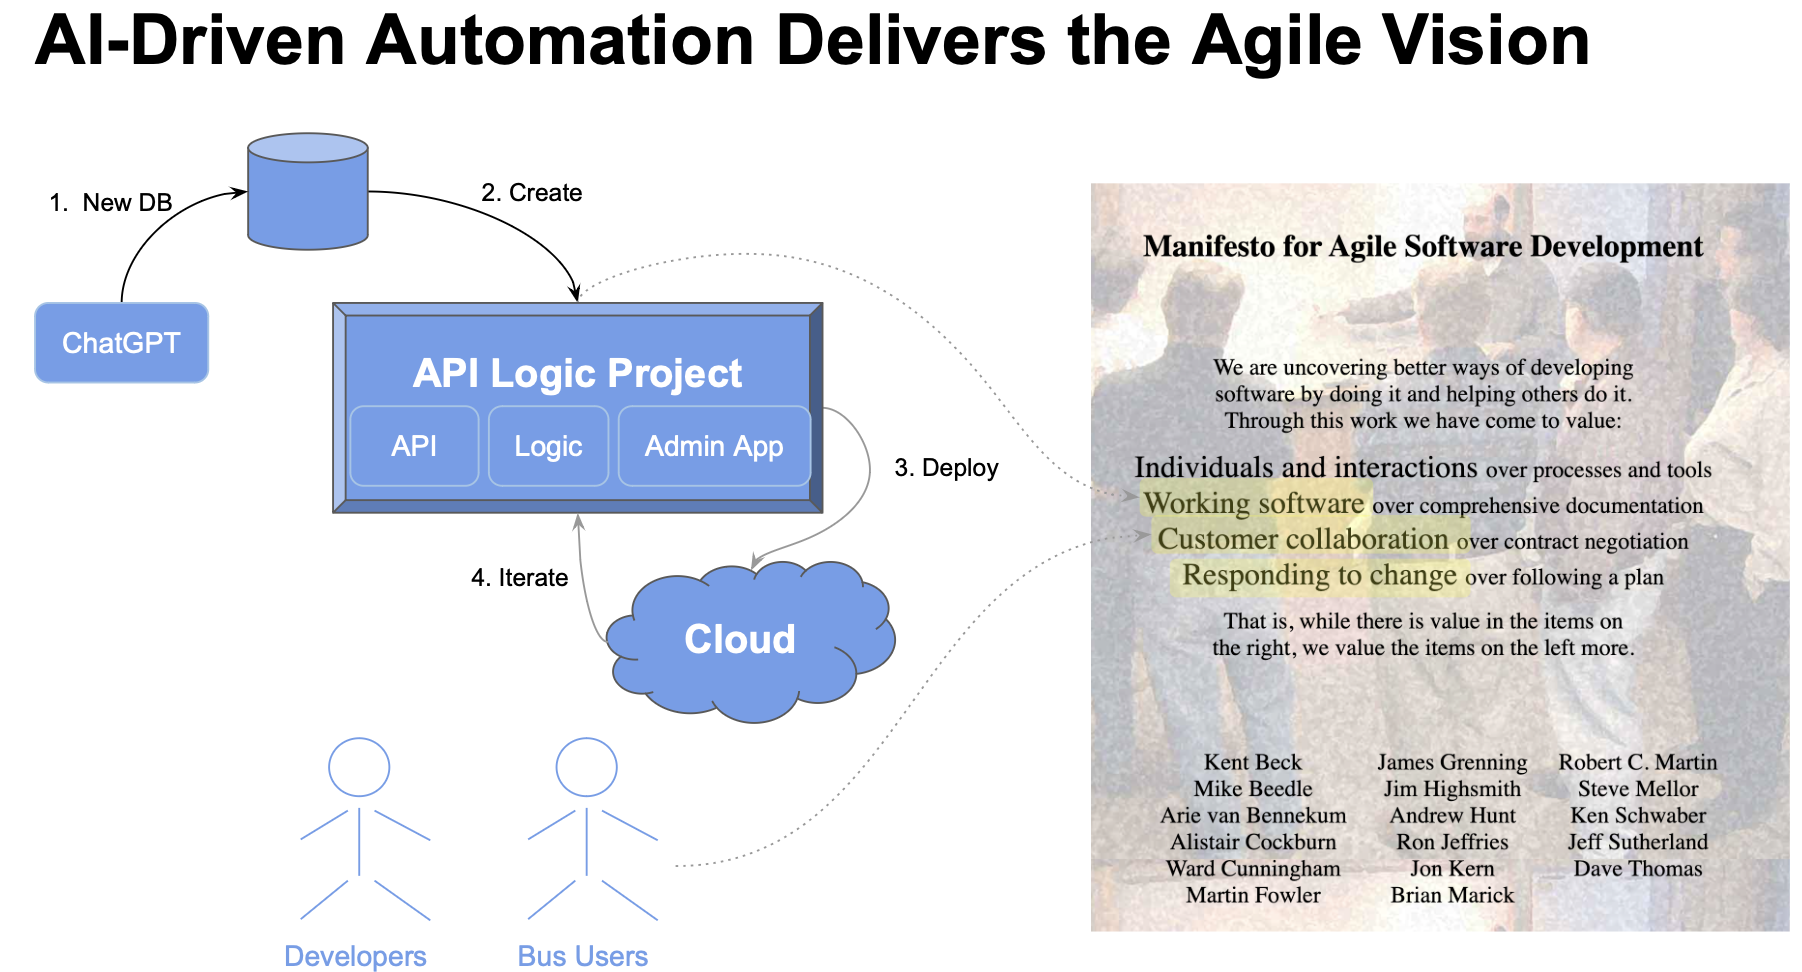 AI-Driven Automation Delivers the Agile Vision
1.  New DB
2. Create
ChatGPT
API Logic Project
API
Logic
Admin App
3. Deploy
4. Iterate
Cloud
Developers
Bus Users
Manifesto for Agile Software Development
We are uncovering better ways of developing
software by doing it and helping others do it.
Through this work we have come to value:
Individuals and interactions over processes and tools
Working software over comprehensive documentation
Customer collaboration over contract negotiation
Responding to change over following a plan
That is, while there is value in the items on
the right, we value the items on the left more.
Kent Beck
Mike Beedle
Arie van Bennekum
Alistair Cockburn
Ward Cunningham
Martin Fowler
James Grenning
Jim Highsmith
Andrew Hunt
Ron Jeffries
Jon Kern
Brian Marick
Robert C. Martin
Steve Mellor
Ken Schwaber
Jeff Sutherland
Dave Thomas